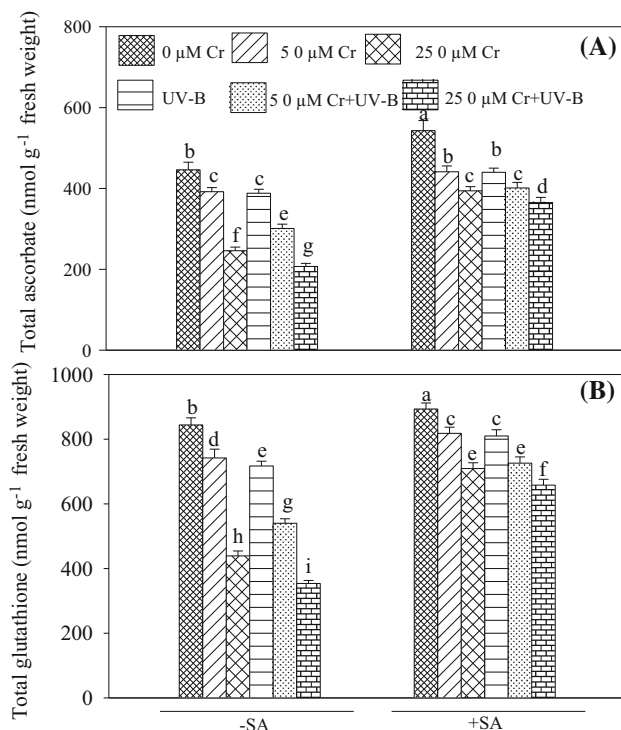 800
(A)
0 µM Cr
5 0 µM Cr
25 0 µM Cr
UV-B
5 0 µM Cr+UV-B
25 0 µM Cr+UV-B
600
400
200
0
Total ascorbate (nmol g⁻¹ fresh weight)
b
c
f
c
e
g
a
b
c
b
c
d
1000
(B)
800
600
400
200
0
Total glutathione (nmol g⁻¹ fresh weight)
b
d
h
e
g
i
a
c
e
c
e
f
-SA
+SA